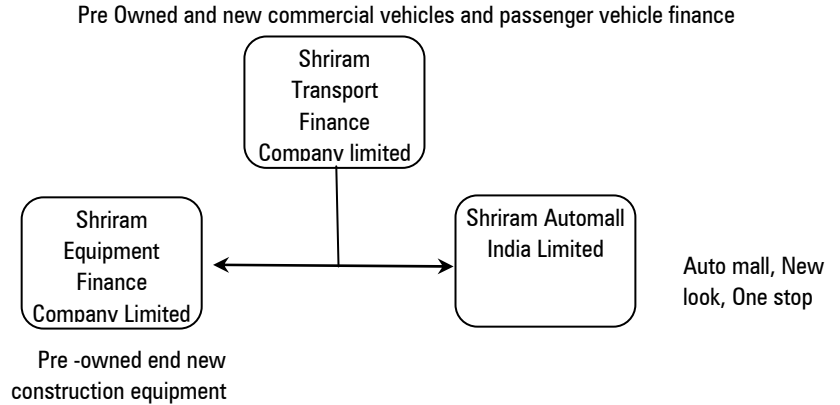 Pre Owned and new commercial vehicles and passenger vehicle finance
Shriram
Transport
Finance
Company limited
Shriram
Equipment
Finance
Company Limited
Shriram Automall
India Limited
Auto mall, New
look, One stop
Pre -owned end new
construction equipment